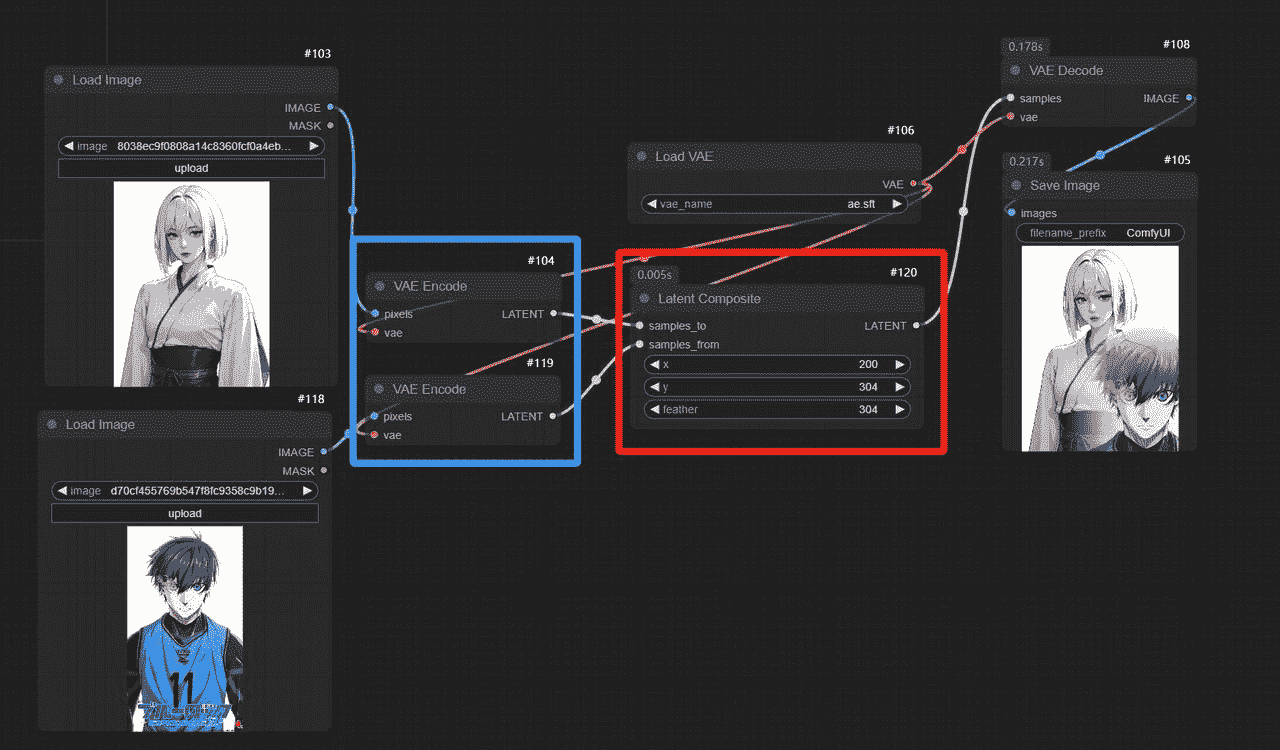 #103
Load Image
IMAGE
MASK
image 8038ec9f0808a14c8360fcf0a4eb...
upload
#118
Load Image
IMAGE
MASK
image d70cf455769b547f8fc9358c9b19...
upload
11
#104
VAE Encode
pixels LATENT
vae
#119
VAE Encode
pixels LATENT
vae
#106
Load VAE
VAE
vae_name ae.sft
0.005s #120
Latent Composite
samples_to LATENT
samples_from
x 200
y 304
feather 304
0.178s #108
VAE Decode
samples IMAGE
vae
0.217s #105
Save Image
images
filename_prefix ComfyUI